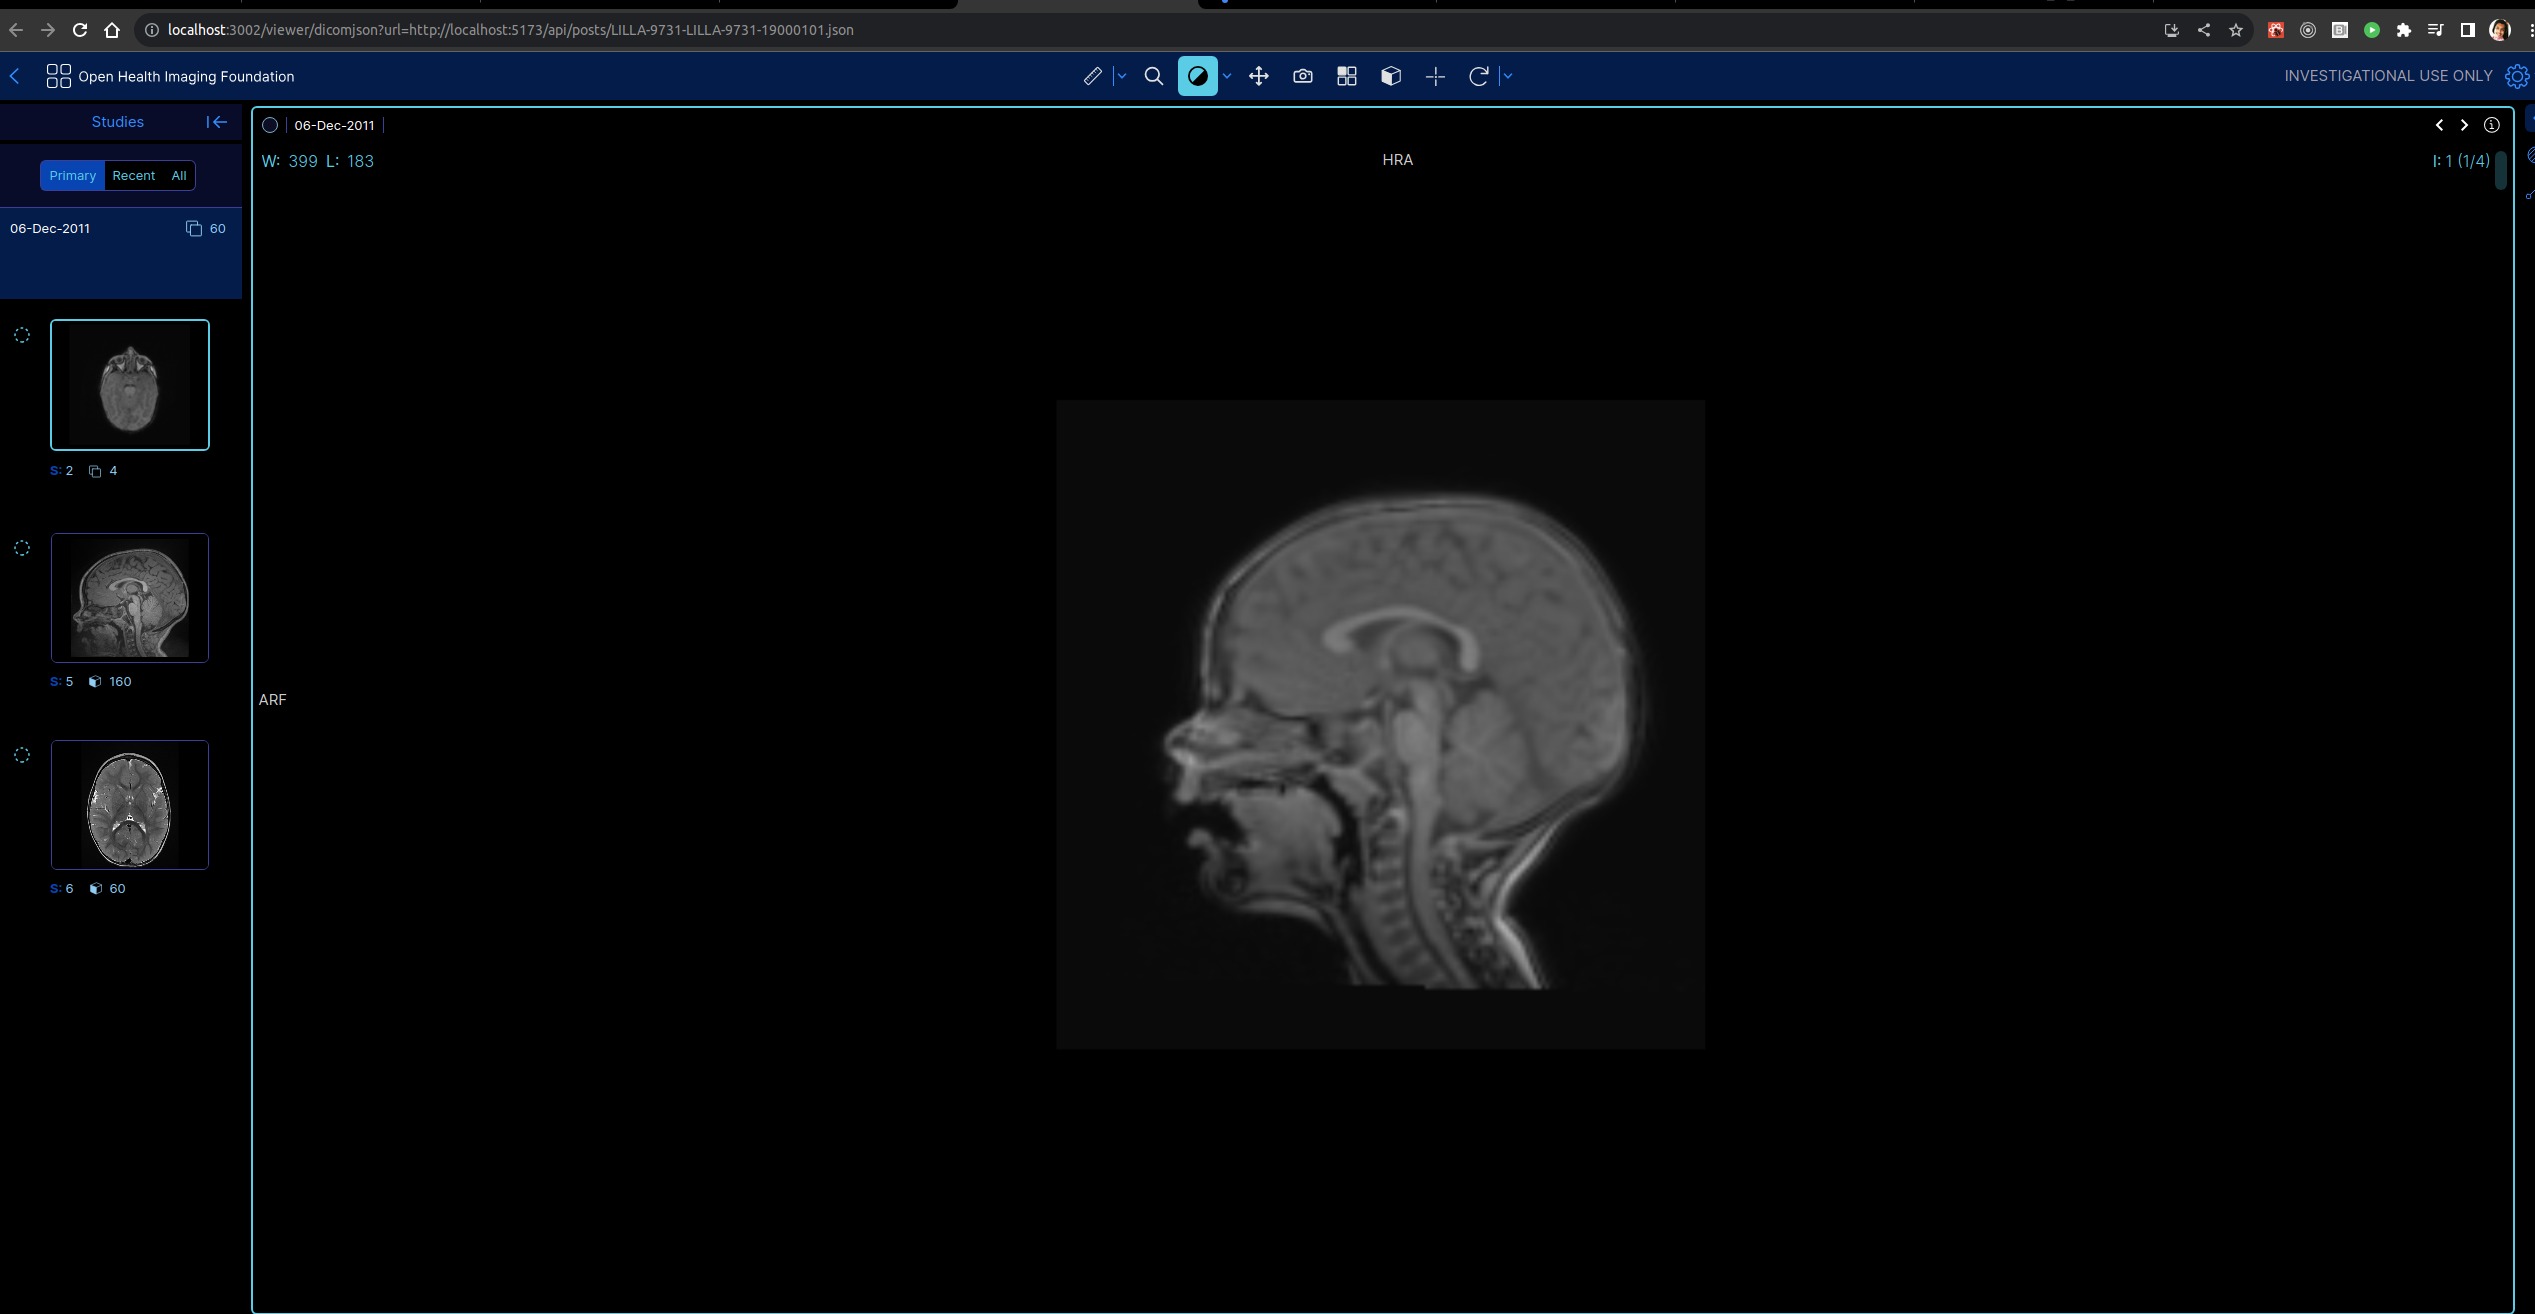 localhost:3002/viewer/dicomjson?url=http://localhost:5173/api/posts/LILLA-9731-LILLA-9731-19000101.json
Open Health Imaging Foundation
INVESTIGATIONAL USE ONLY
Studies
Primary Recent All
06-Dec-2011 60
S: 2 4
S: 5 160
S: 6 60
06-Dec-2011
W: 399 L: 183
HRA
I: 1 (1/4)
ARF